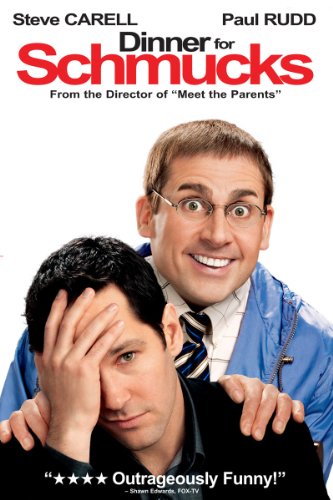 Steve CARELL Paul RUDD
Dinner for
Schmucks
From the Director of "Meet the Parents"
"★★★★ Outrageously Funny!"
– Shawn Edwards, FOX-TV